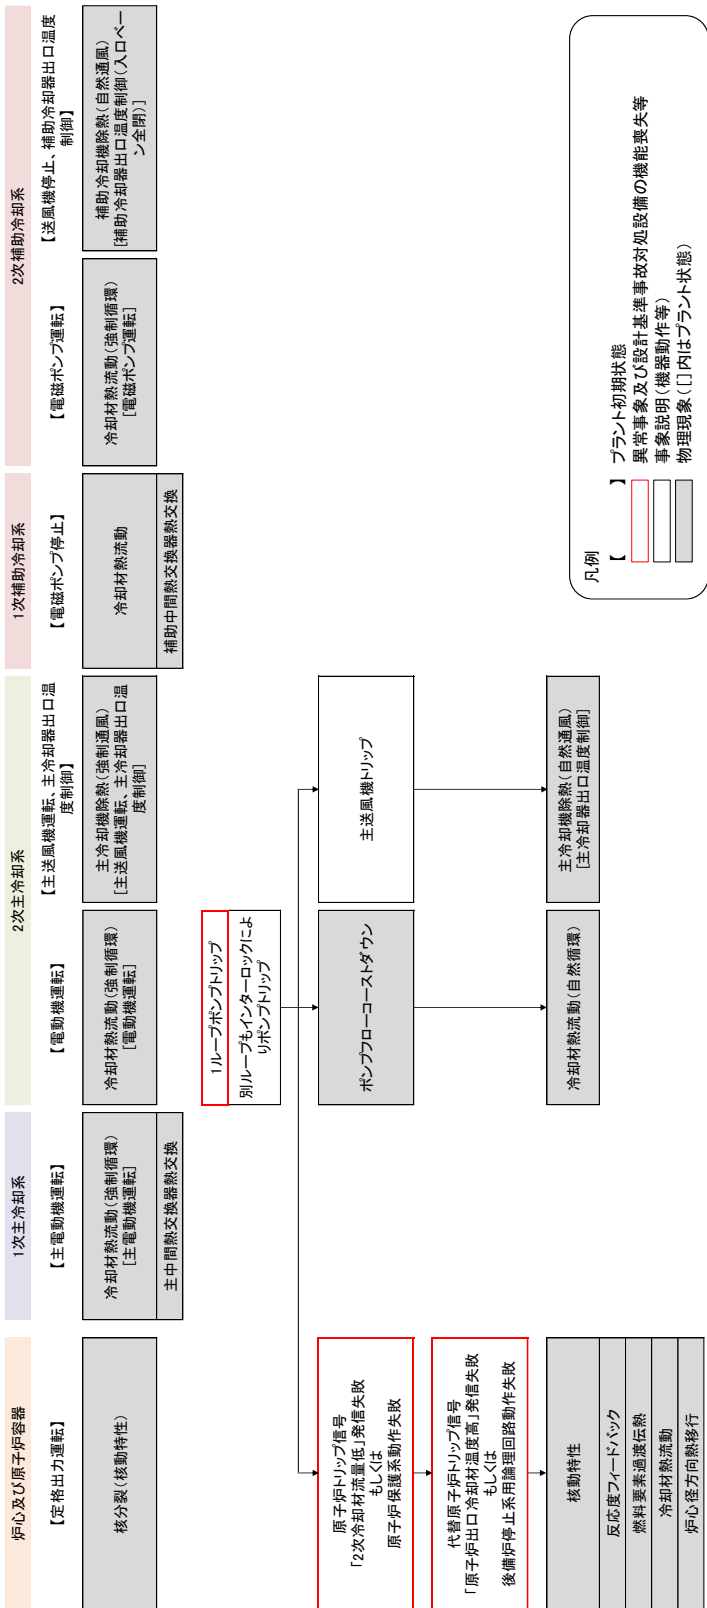 炉心及び原子炉容器
1次主冷却系
2次主冷却系
1次補助冷却系
2次補助冷却系
【定格出力運転】
【主電動機運転】
【電動機運転】
【主送風機運転、主冷却器出口温
度制御】
【電磁ポンプ停止】
【電磁ポンプ運転】
【送風機停止、補助冷却器出口温度
制御】
核分裂(核動特性)
冷却材熱流動(強制循環)
[主電動機運転]
主中間熱交換器熱交換
冷却材熱流動(強制循環)
[電動機運転]
主冷却機除熱(強制通風)
[主送風機運転、主冷却器出口温
度制御]
冷却材熱流動
補助中間熱交換器熱交換
冷却材熱流動(強制循環)
[電磁ポンプ運転]
補助冷却機除熱(自然通風)
[補助冷却器出口温度制御(入口ベー
ン全閉)]
1ループポンプトリップ
別ループもインターロックによ
りポンプトリップ
原子炉トリップ信号
「2次冷却材流量低」発信失敗
もしくは
原子炉保護系動作失敗
ポンプフローコーストダウン
主送風機トリップ
代替原子炉トリップ信号
「原子炉出口冷却材温度高」発信失敗
もしくは
後備炉停止系用論理回路動作失敗
核動特性
反応度フィードバック
燃料要素過渡伝熱
冷却材熱流動
炉心径方向熱移行
冷却材熱流動(自然循環)
主冷却機除熱(自然通風)
[主冷却器出口温度制御]
凡例
【 】 プラント初期状態
異常事象及び設計基準事故対処設備の機能喪失等
事象説明(機器動作等)
物理現象([]内はプラント状態)